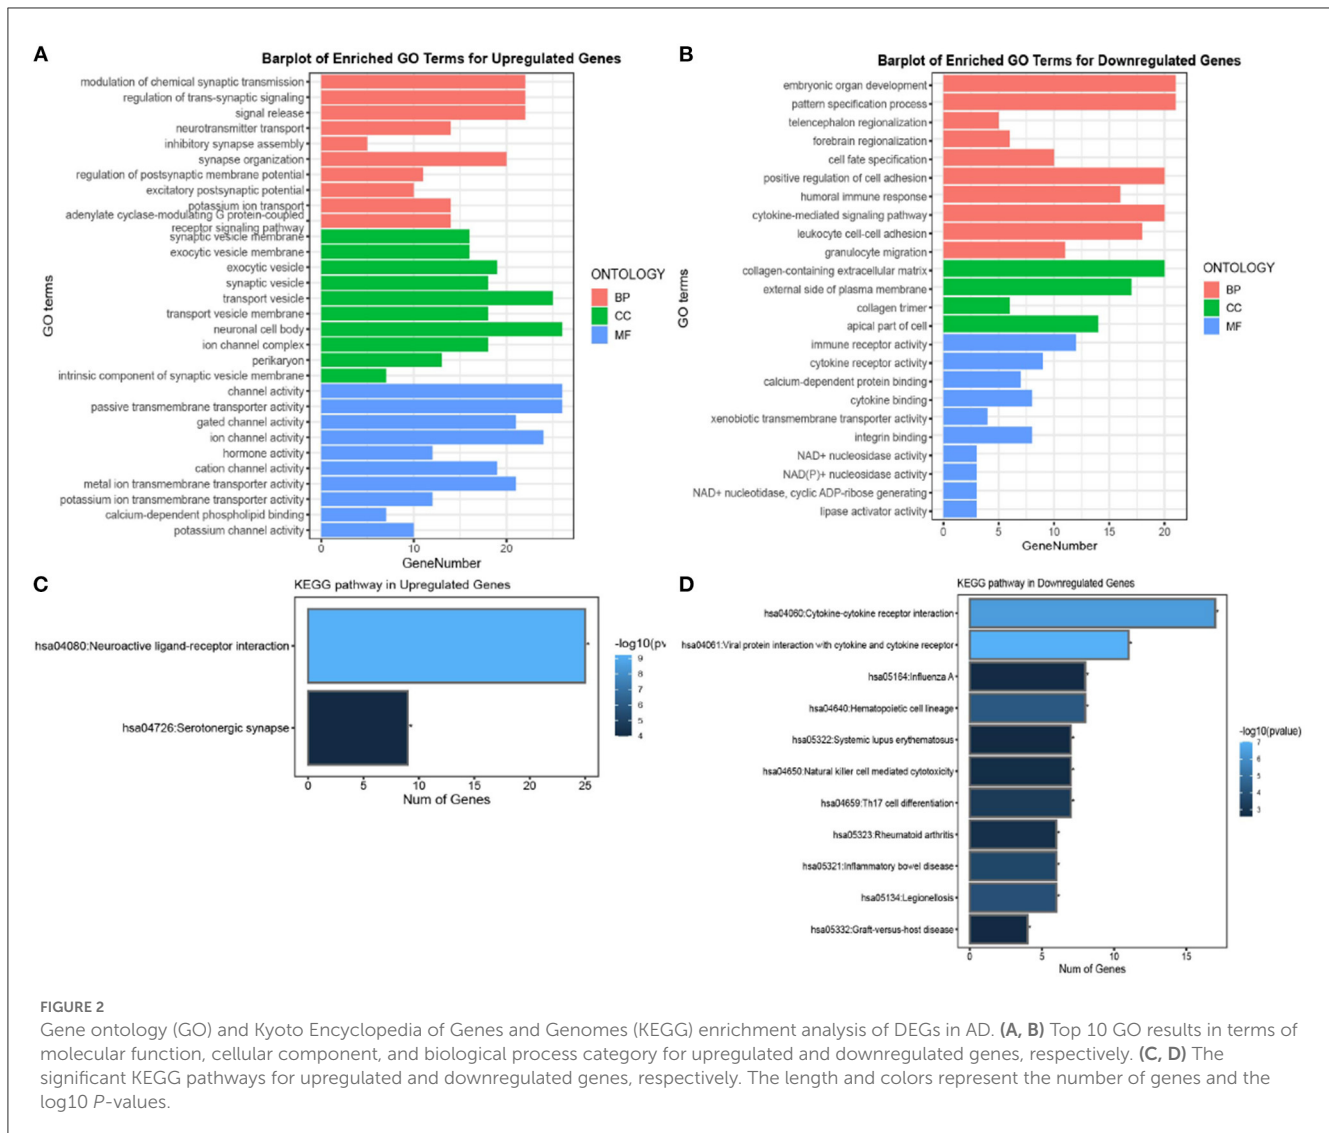 A
Barplot of Enriched GO Terms for Upregulated Genes
modulation of chemical synaptic transmission
regulation of trans-synaptic signaling
signal release
neurotransmitter transport
inhibitory synapse assembly
synapse organization
regulation of postsynaptic membrane potential
excitatory postsynaptic potential
potassium ion transport
adenylate cyclase-modulating G protein-coupled
receptor signaling pathway
synaptic vesicle membrane
exocytic vesicle membrane
exocytic vesicle
synaptic vesicle
transport vesicle
transport vesicle membrane
neuronal cell body
ion channel complex
perikaryon
intrinsic component of synaptic vesicle membrane
channel activity
passive transmembrane transporter activity
gated channel activity
ion channel activity
hormone activity
cation channel activity
metal ion transmembrane transporter activity
potassium ion transmembrane transporter activity
calcium-dependent phospholipid binding
potassium channel activity
GO terms
0 10 20
GeneNumber
ONTOLOGY
BP
CC
MF
B
Barplot of Enriched GO Terms for Downregulated Genes
embryonic organ development
pattern specification process
telencephalon regionalization
forebrain regionalization
cell fate specification
positive regulation of cell adhesion
humoral immune response
cytokine-mediated signaling pathway
leukocyte cell-cell adhesion
granulocyte migration
collagen-containing extracellular matrix
external side of plasma membrane
collagen trimer
apical part of cell
immune receptor activity
cytokine receptor activity
calcium-dependent protein binding
cytokine binding
xenobiotic transmembrane transporter activity
integrin binding
NAD+ nucleosidase activity
NAD(P)+ nucleosidase activity
NAD+ nucleotidase, cyclic ADP-ribose generating
lipase activator activity
GO terms
0 5 10 15 20
GeneNumber
ONTOLOGY
BP
CC
MF
C
KEGG pathway in Upregulated Genes
hsa04080:Neuroactive ligand-receptor interaction
hsa04726:Serotonergic synapse
0 5 10 15 20 25
Num of Genes
-log10(pv
9
8
7
6
5
4
D
KEGG pathway in Downregulated Genes
hsa04060:Cytokine-cytokine receptor interaction
hsa04061:Viral protein interaction with cytokine and cytokine receptor
hsa05164:Influenza A
hsa04640:Hematopoietic cell lineage
hsa05322:Systemic lupus erythematosus
hsa04650:Natural killer cell mediated cytotoxicity
hsa04659:Th17 cell differentiation
hsa05323:Rheumatoid arthritis
hsa05321:Inflammatory bowel disease
hsa05134:Legionellosis
hsa05332:Graft-versus-host disease
0 5 10 15
Num of Genes
-log10(pvalue)
7
6
5
4
3
FIGURE 2
Gene ontology (GO) and Kyoto Encyclopedia of Genes and Genomes (KEGG) enrichment analysis of DEGs in AD. (A, B) Top 10 GO results in terms of
molecular function, cellular component, and biological process category for upregulated and downregulated genes, respectively. (C, D) The
significant KEGG pathways for upregulated and downregulated genes, respectively. The length and colors represent the number of genes and the
log10 P-values.